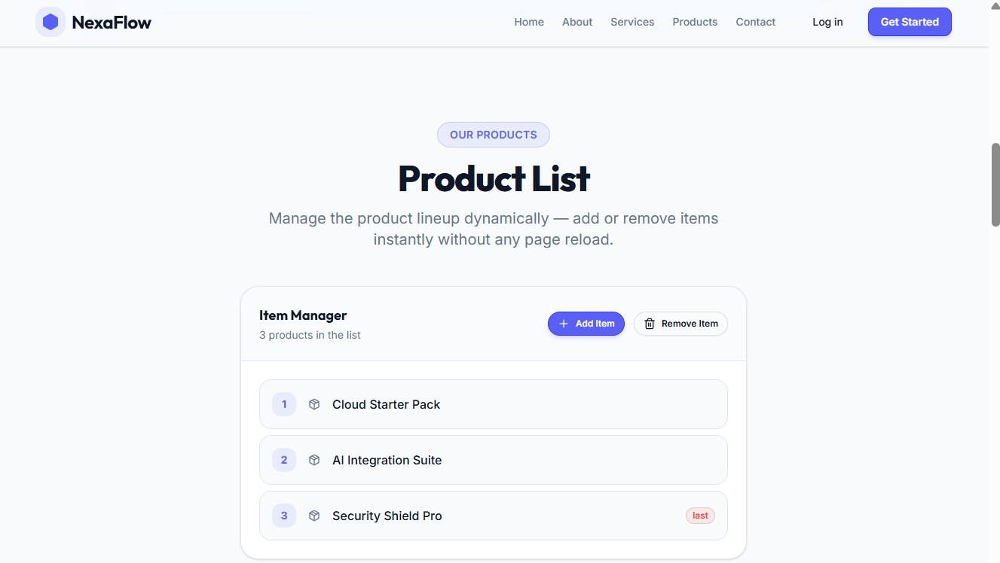 NexaFlow
Home About Services Products Contact Log in Get Started
OUR PRODUCTS
Product List
Manage the product lineup dynamically — add or remove items
instantly without any page reload.
Item Manager
3 products in the list
Add Item Remove Item
1 Cloud Starter Pack
2 AI Integration Suite
3 Security Shield Pro last